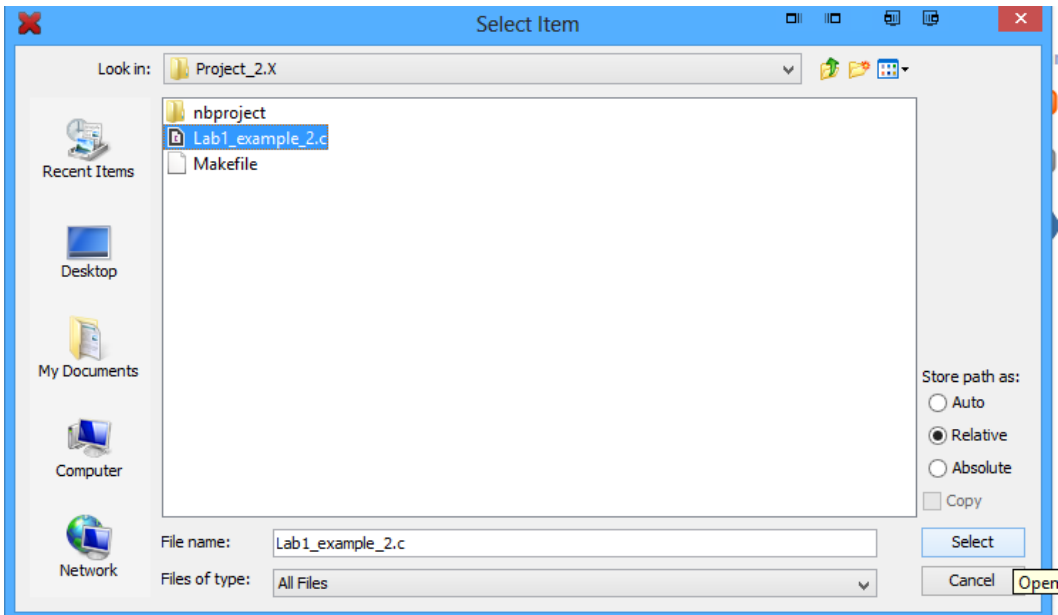 Select Item
Look in: Project_2.X
nbproject
Lab1_example_2.c
Makefile
Recent Items
Desktop
My Documents
Computer
Network
Store path as:
Auto
Relative
Absolute
Copy
File name: Lab1_example_2.c
Select
Files of type: All Files
Cancel
Open